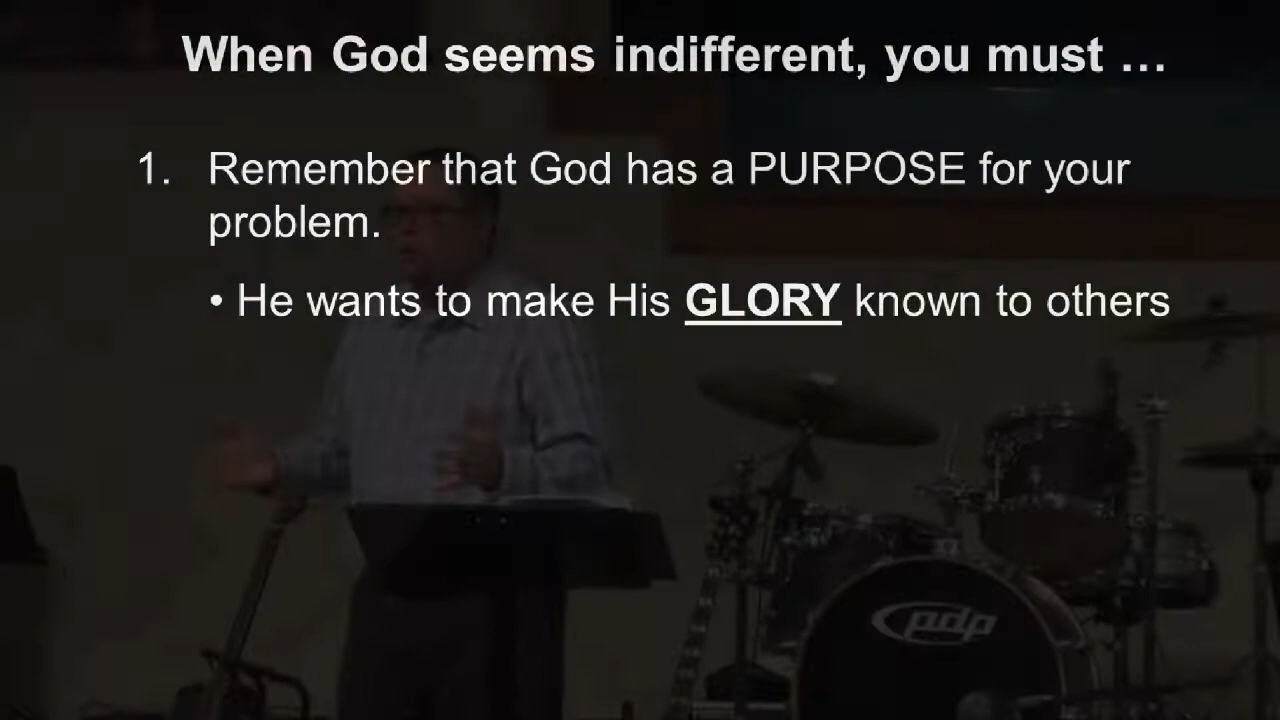 When God seems indifferent, you must …
1. Remember that God has a PURPOSE for your
problem.
• He wants to make His GLORY known to others
pdp